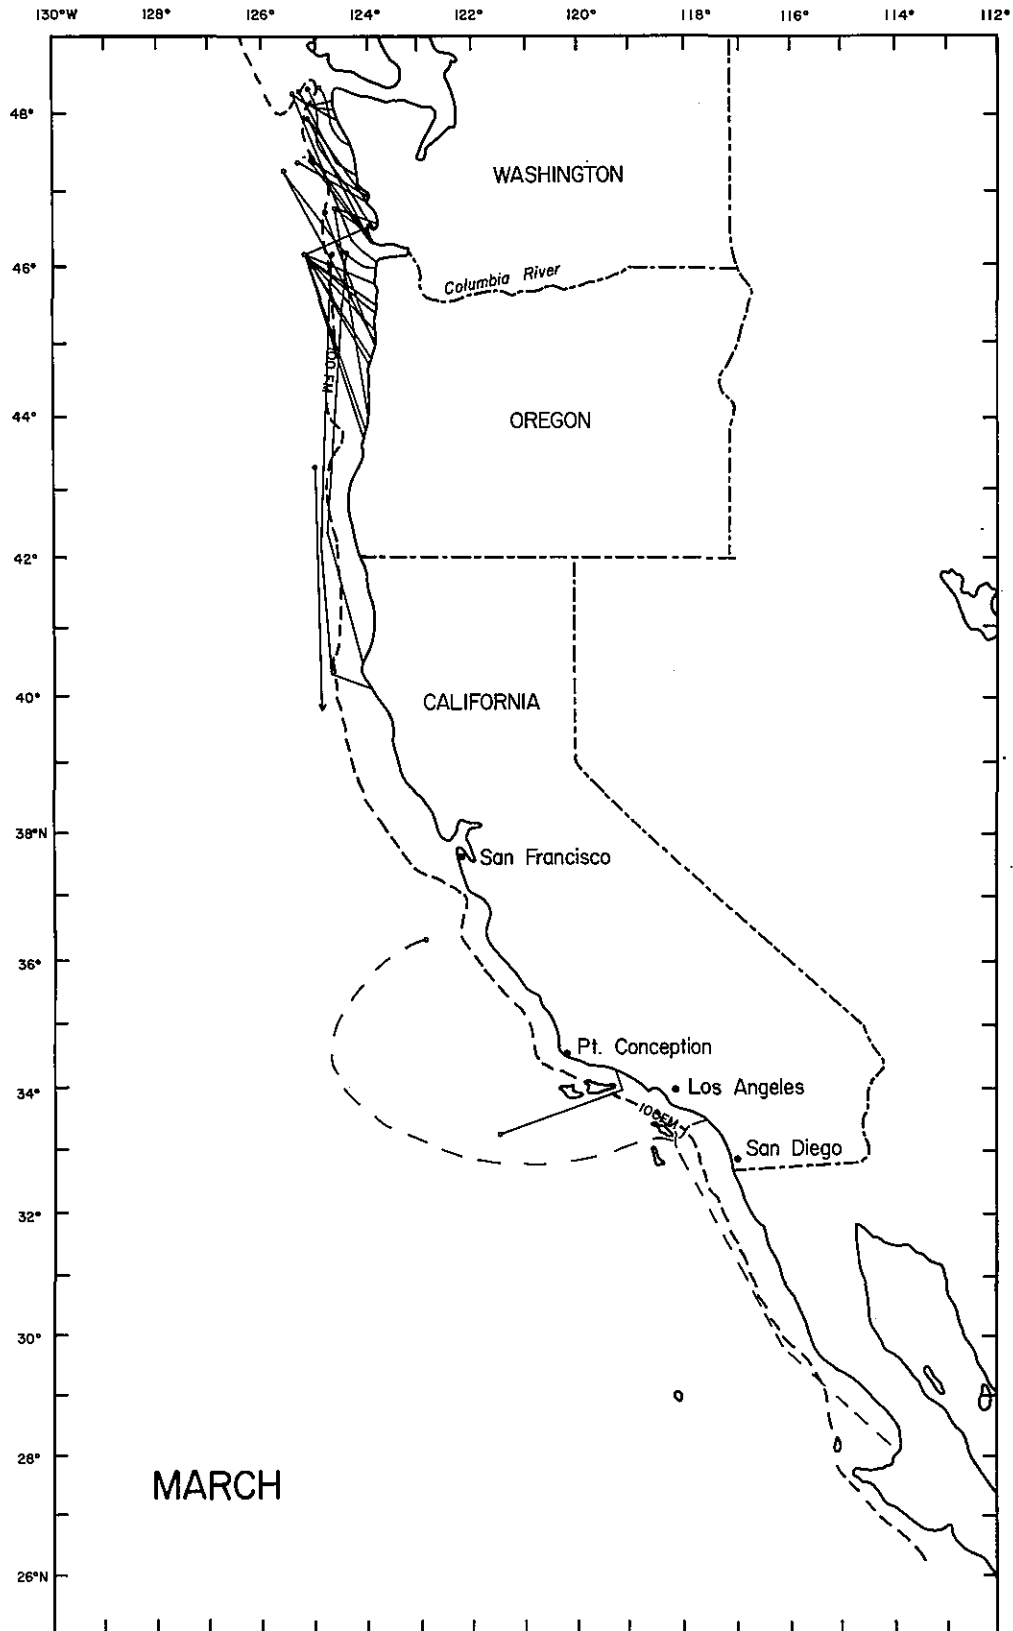 130°W 126° 124° 122° 120° 118° 116° 114° 112°
48°
WASHINGTON
46°
Columbia River
100 FM
44°
OREGON
42°
40°
CALIFORNIA
38°N
San Francisco
36°
Pt. Conception
34°
Los Angeles
100FM
San Diego
32°
30°
28°
MARCH
26°N